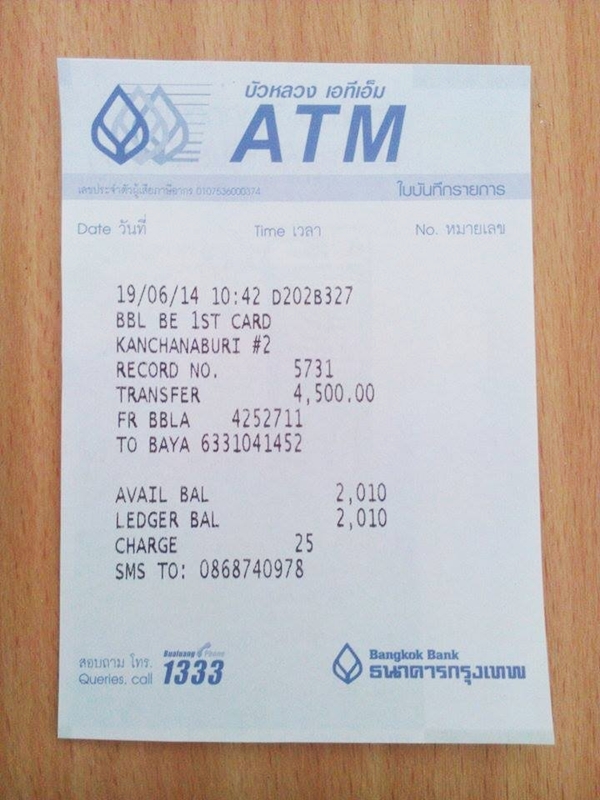 บัวหลวง เอทีเอ็ม
ATM
เลขประจำตัวผู้เสียภาษีอากร 0107536000374 ใบบันทึกรายการ
Date วันที่ Time เวลา No. หมายเลข
19/06/14 10:42 D202B327
BBL BE 1ST CARD
KANCHANABURI #2
RECORD NO. 5731
TRANSFER 4,500.00
FR BBLA 4252711
TO BAYA 6331041452
AVAIL BAL 2,010
LEDGER BAL 2,010
CHARGE 25
SMS TO: 0868740978
สอบถาม โทร. Bualuang Phone
Queries, call 1333
Bangkok Bank
ธนาคารกรุงเทพ